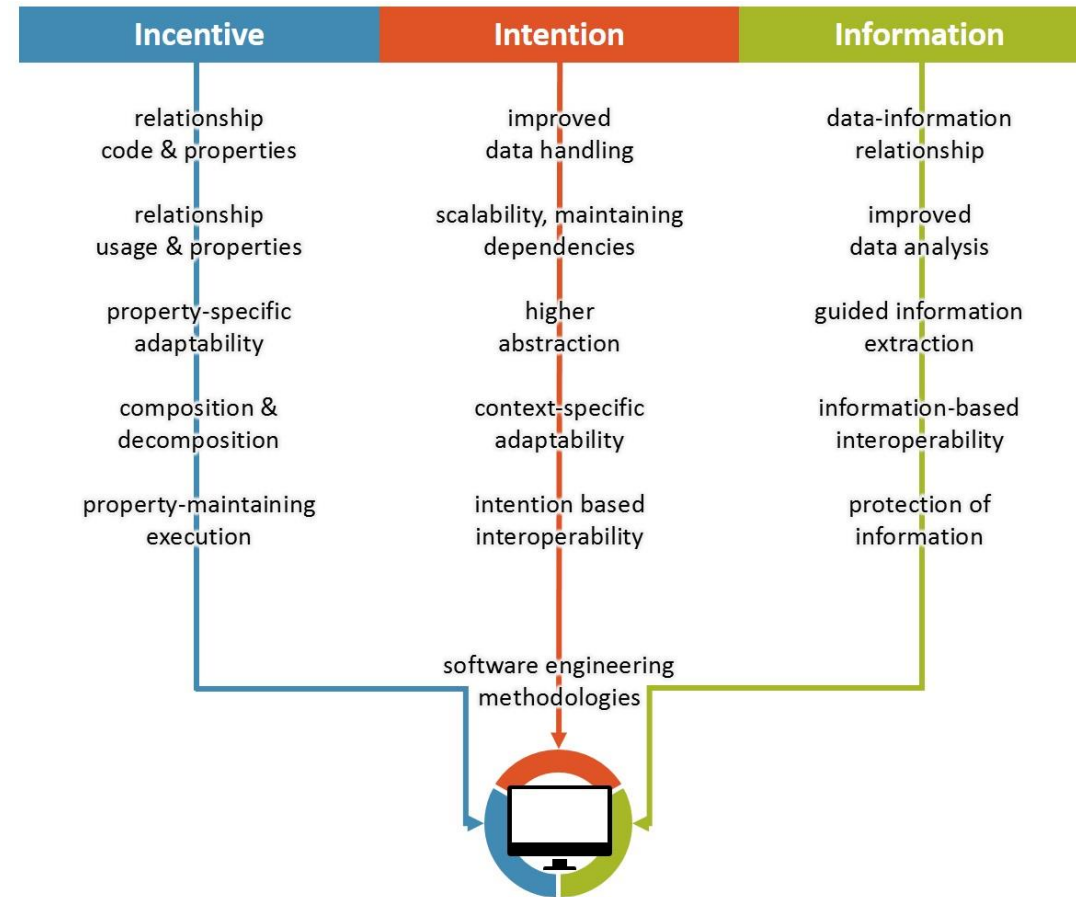 Incentive
relationship
code & properties
relationship
usage & properties
property-specific
adaptability
composition &
decomposition
property-maintaining
execution
Intention
improved
data handling
scalability, maintaining
dependencies
higher
abstraction
context-specific
adaptability
intention based
interoperability
software engineering
methodologies
Information
data-information
relationship
improved
data analysis
guided information
extraction
information-based
interoperability
protection of
information